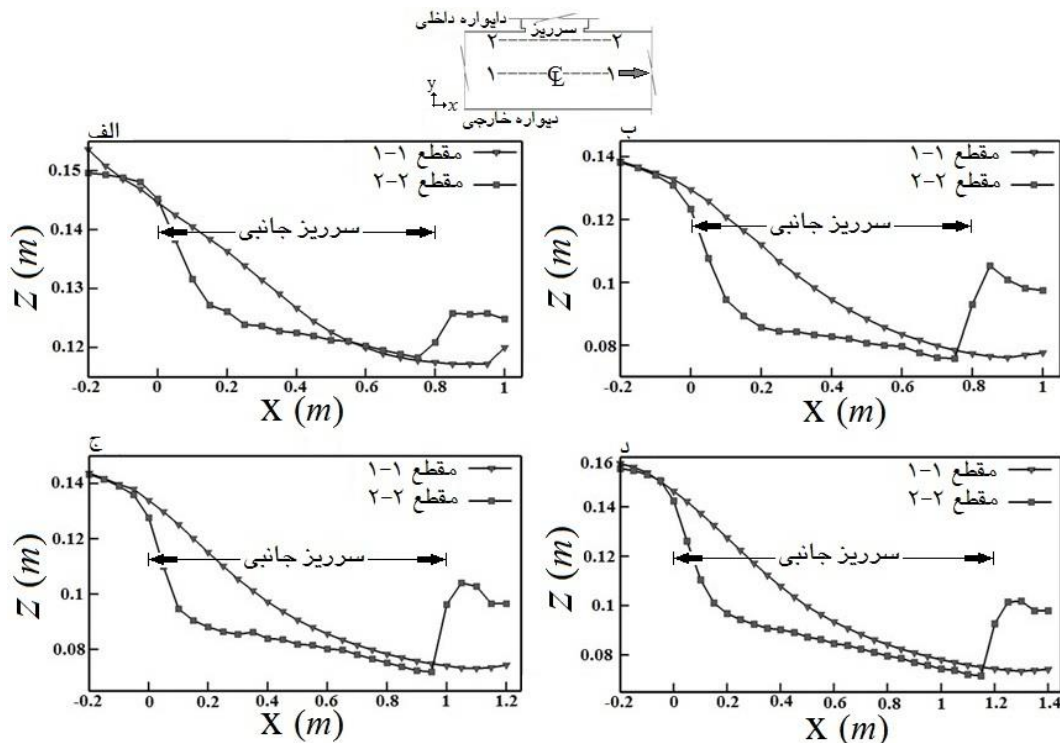 دایواره داخلی
سرریز
۲ ۲
۱ ℄ ۱
y
x
دیواره خارجی
الف
مقطع ۱-۱
مقطع ۲-۲
سرریز جانبی
0.15
0.14
0.13
0.12
Z (m)
-0.2 0 0.2 0.4 0.6 0.8 1
X (m)
ب
مقطع ۱-۱
مقطع ۲-۲
سرریز جانبی
0.14
0.12
0.1
0.08
Z (m)
-0.2 0 0.2 0.4 0.6 0.8 1
X (m)
ج
مقطع ۱-۱
مقطع ۲-۲
سرریز جانبی
0.14
0.12
0.1
0.08
Z (m)
-0.2 0 0.2 0.4 0.6 0.8 1 1.2
X (m)
د
مقطع ۱-۱
مقطع ۲-۲
سرریز جانبی
0.16
0.14
0.12
0.1
0.08
Z (m)
-0.2 0 0.2 0.4 0.6 0.8 1 1.2 1.4
X (m)